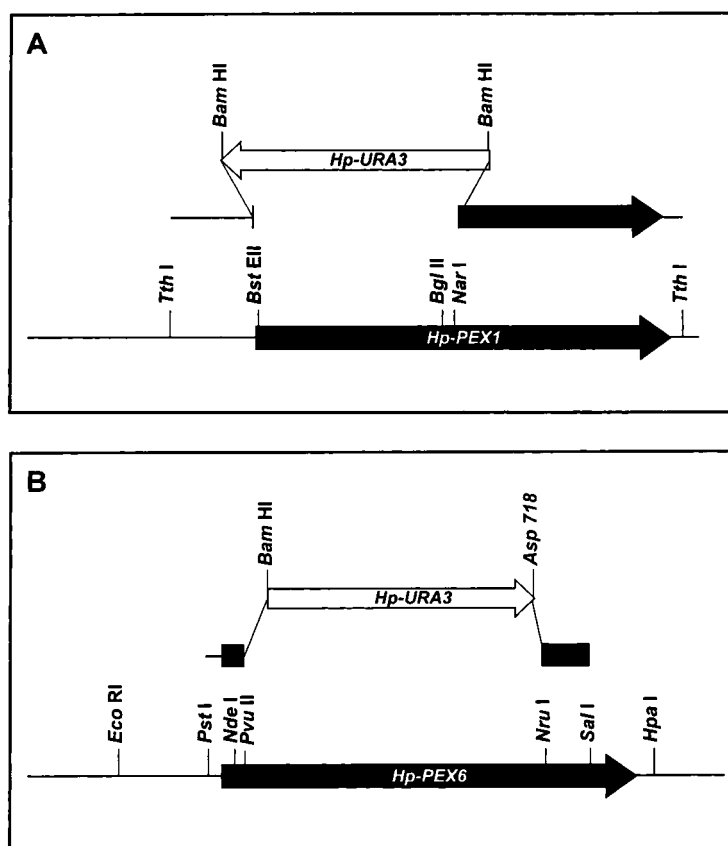 A
Bam HI
Bam HI
Hp-URA3
Tth I
Bst EII
Bgl II
Nar I
Tth I
Hp-PEX1
B
Bam HI
Asp 718
Hp-URA3
Eco RI
Pst I
Nde I
Pvu II
Nru I
Sal I
Hpa I
Hp-PEX6